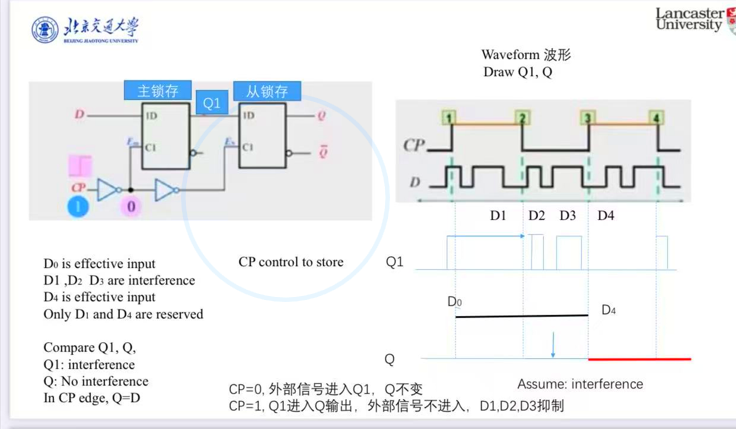 北京交通大学
BEIJING JIAOTONG UNIVERSITY
Lancaster
University
Waveform 波形
Draw Q1, Q
主锁存
Q1
从锁存
D
1D
1D
Q
C1
C1
Q̅
CP
1
0
1
2
3
4
CP
D
D1 D2 D3 D4
D0 is effective input
D1 ,D2 D3 are interference
D4 is effective input
Only D1 and D4 are reserved
CP control to store
Q1
D0
D4
Q
Compare Q1, Q,
Q1: interference
Q: No interference
In CP edge, Q=D
Assume: interference
CP=0, 外部信号进入Q1，Q不变
CP=1, Q1进入Q输出，外部信号不进入，D1,D2,D3抑制